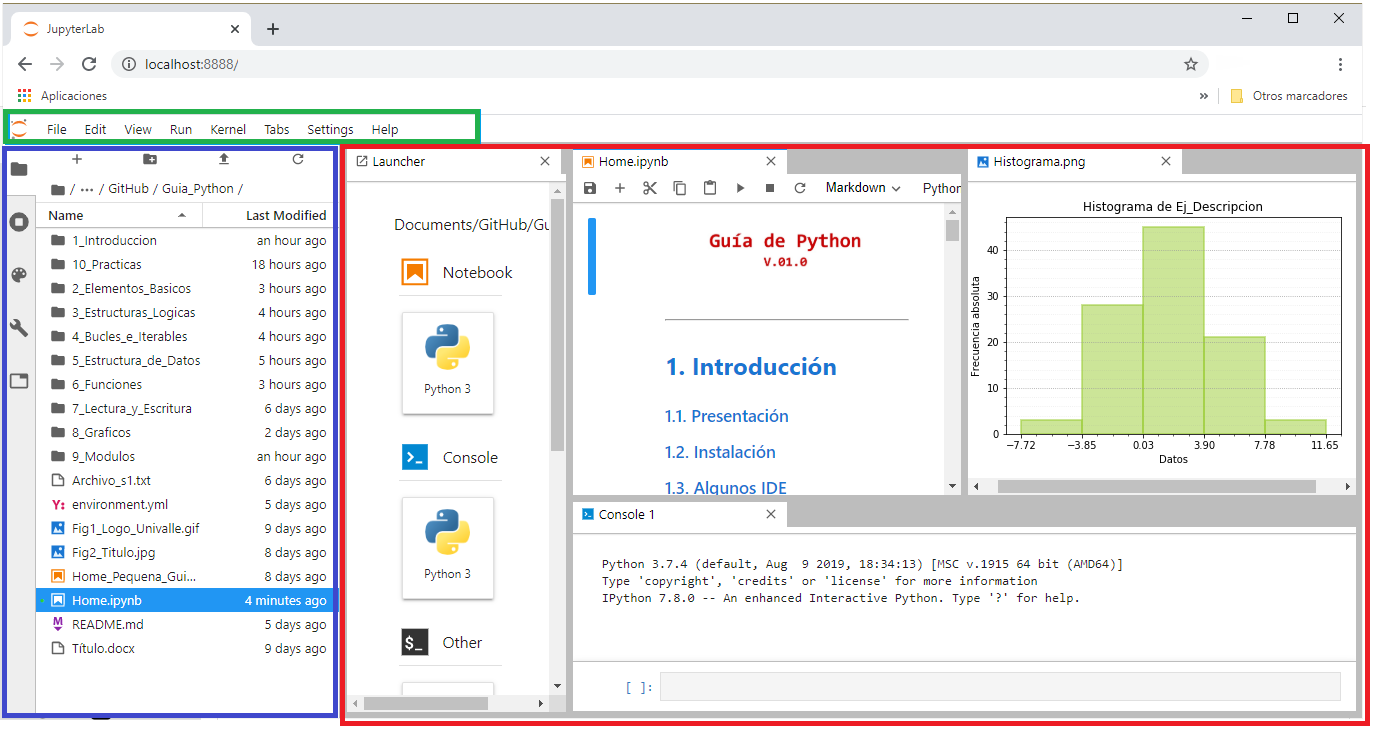 JupyterLab
localhost:8888/
Aplicaciones
» Otros marcadores
File Edit View Run Kernel Tabs Settings Help
/ ··· / GitHub / Guia_Python /
Name Last Modified
1_Introduccion an hour ago
10_Practicas 18 hours ago
2_Elementos_Basicos 3 hours ago
3_Estructuras_Logicas 4 hours ago
4_Bucles_e_Iterables 4 hours ago
5_Estructura_de_Datos 5 hours ago
6_Funciones 3 hours ago
7_Lectura_y_Escritura 6 days ago
8_Graficos 2 days ago
9_Modulos an hour ago
Archivo_s1.txt 6 days ago
Y: environment.yml 5 days ago
Fig1_Logo_Univalle.gif 9 days ago
Fig2_Titulo.jpg 8 days ago
Home_Pequena_Gui... 8 days ago
Home.ipynb 4 minutes ago
M README.md 5 days ago
Título.docx 9 days ago
Launcher
Documents/GitHub/Gu
Notebook
Python 3
Console
Python 3
$_ Other
Home.ipynb
Markdown Python
Guía de Python
V.01.0
1. Introducción
1.1. Presentación
1.2. Instalación
1.3. Algunos IDE
Histograma.png
Histograma de Ej_Descripcion
Frecuencia absoluta
40
30
20
10
0
−7.72 −3.85 0.03 3.90 7.78 11.65
Datos
Console 1
Python 3.7.4 (default, Aug  9 2019, 18:34:13) [MSC v.1915 64 bit (AMD64)]
Type 'copyright', 'credits' or 'license' for more information
IPython 7.8.0 -- An enhanced Interactive Python. Type '?' for help.
[ ]: